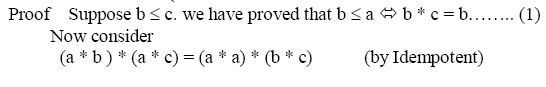 Proof Suppose b ≤ c. we have proved that b ≤ a ⇔ b * c = b........ (1)
Now consider
(a * b ) * (a * c) = (a * a) * (b * c) (by Idempotent)